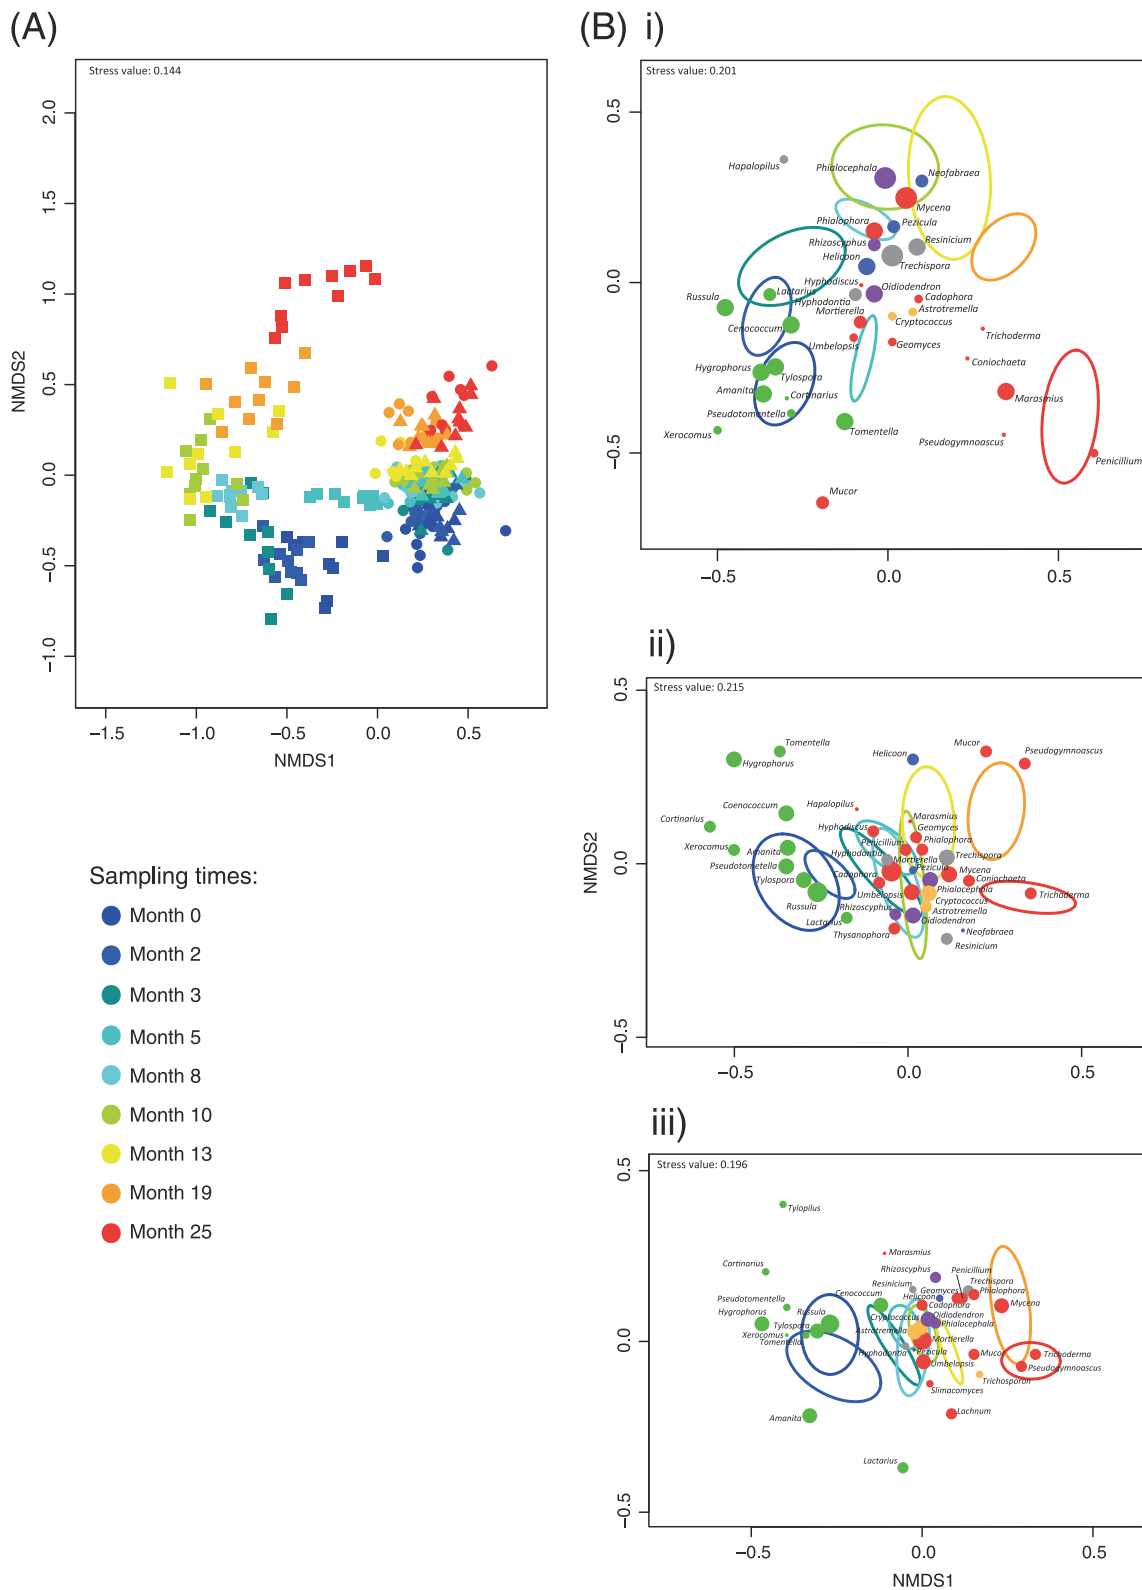 (A)
Stress value: 0.144
2.0
1.5
1.0
0.5
0.0
−0.5
−1.0
NMDS2
−1.5
−1.0
−0.5
0.0
0.5
NMDS1
Sampling times:
Month 0
Month 2
Month 3
Month 5
Month 8
Month 10
Month 13
Month 19
Month 25
(B) i)
Stress value: 0.201
0.5
0.0
−0.5
Hapalopilus
Phialocephala
Neofabraea
Mycena
Phialophora
Pezicula
Rhizoscyphus
Resinicium
Helicoon
Trechispora
Hyphodiscus
Lactarius
Hyphodontia
Oidiodendron
Russula
Cadophora
Mortierella
Astrotremella
Cenococcum
Cryptococcus
Trichoderma
Umbelopsis
Geomyces
Coniochaeta
Hygrophorus
Tylospora
Amanita
Cortinarius
Marasmius
Pseudotomentella
Xerocomus
Tomentella
Pseudogymnoascus
Penicillium
Mucor
−0.5
0.0
0.5
ii)
Stress value: 0.215
0.5
0.0
−0.5
NMDS2
Tomentella
Hygrophorus
Helicoon
Mucor
Pseudogymnoascus
Coenococcum
Hapalopilus
Cortinarius
Marasmius
Hyphodiscus
Geomyces
Xerocomus
Amanita
Penicillium
Phialophora
Hyphodontia
Mortierella
Trechispora
Pseudotometella
Pezicula
Mycena
Tylospora
Cadophora
Coniochaeta
Phialocephala
Umbelopsis
Trichoderma
Cryptococcus
Russula
Rhizoscyphus
Astrotremella
Lactarius
Oidiodendron
Thysanophora
Neofabraea
Resinicium
−0.5
0.0
0.5
iii)
Stress value: 0.196
0.5
0.0
−0.5
Tylopilus
Marasmius
Cortinarius
Rhizoscyphus
Penicillium
Resinicium
Trechispora
Cenococcum
Geomyces
Phialophora
Pseudotomentella
Helicoon
Hygrophorus
Russula
Cadophora
Mycena
Cryptococcus
Oidiodendron
Tylospora
Phialocephala
Xerocomus
Astrotremella
Tomentella
Mortierella
Hyphodontia
Pezicula
Mucor
Trichoderma
Umbelopsis
Pseudogymnoascus
Trichosporon
Slimacomyces
Amanita
Lachnum
Lactarius
−0.5
0.0
0.5
NMDS1